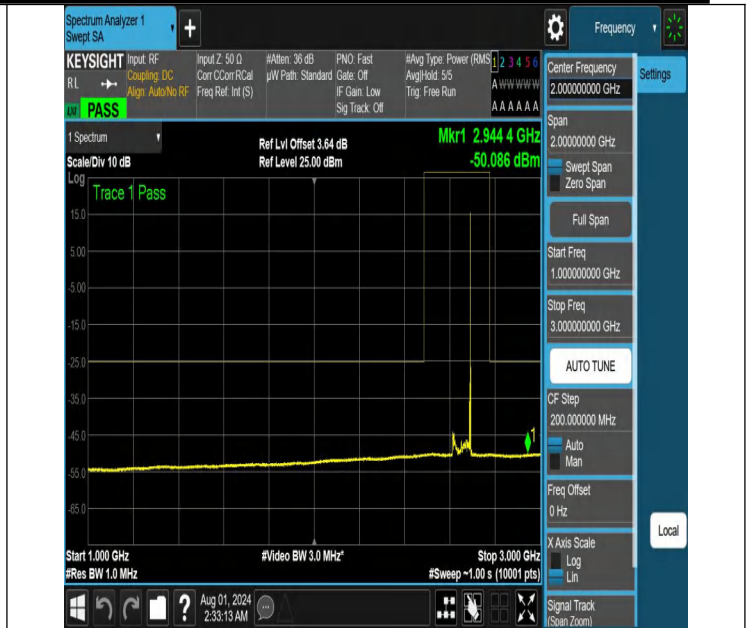 Spectrum Analyzer 1
Swept SA
+
Frequency
KEYSIGHT
RL
LXI
PASS
Input: RF
Coupling: DC
Align: Auto/No RF
Input Z: 50 Ω
Corr CCorr RCal
Freq Ref: Int (S)
#Atten: 36 dB
µW Path: Standard
PNO: Fast
Gate: Off
IF Gain: Low
Sig Track: Off
#Avg Type: Power (RMS
Avg|Hold: 5/5
Trig: Free Run
1 2 3 4 5 6
A W W W W W
A A A A A A
1 Spectrum
Scale/Div 10 dB
Ref Lvl Offset 3.64 dB
Ref Level 25.00 dBm
Mkr1 2.944 4 GHz
-50.086 dBm
Log
Trace 1 Pass
15.0
5.00
-5.00
-15.0
-25.0
-35.0
-45.0
-55.0
-65.0
1
Start 1.000 GHz
#Res BW 1.0 MHz
#Video BW 3.0 MHz*
Stop 3.000 GHz
#Sweep ~1.00 s (10001 pts)
Center Frequency
2.000000000 GHz
Settings
Span
2.00000000 GHz
Swept Span
Zero Span
Full Span
Start Freq
1.000000000 GHz
Stop Freq
3.000000000 GHz
AUTO TUNE
CF Step
200.000000 MHz
Auto
Man
Freq Offset
0 Hz
X Axis Scale
Log
Lin
Signal Track
(Span Zoom)
Local
?
Aug 01, 2024
2:33:13 AM